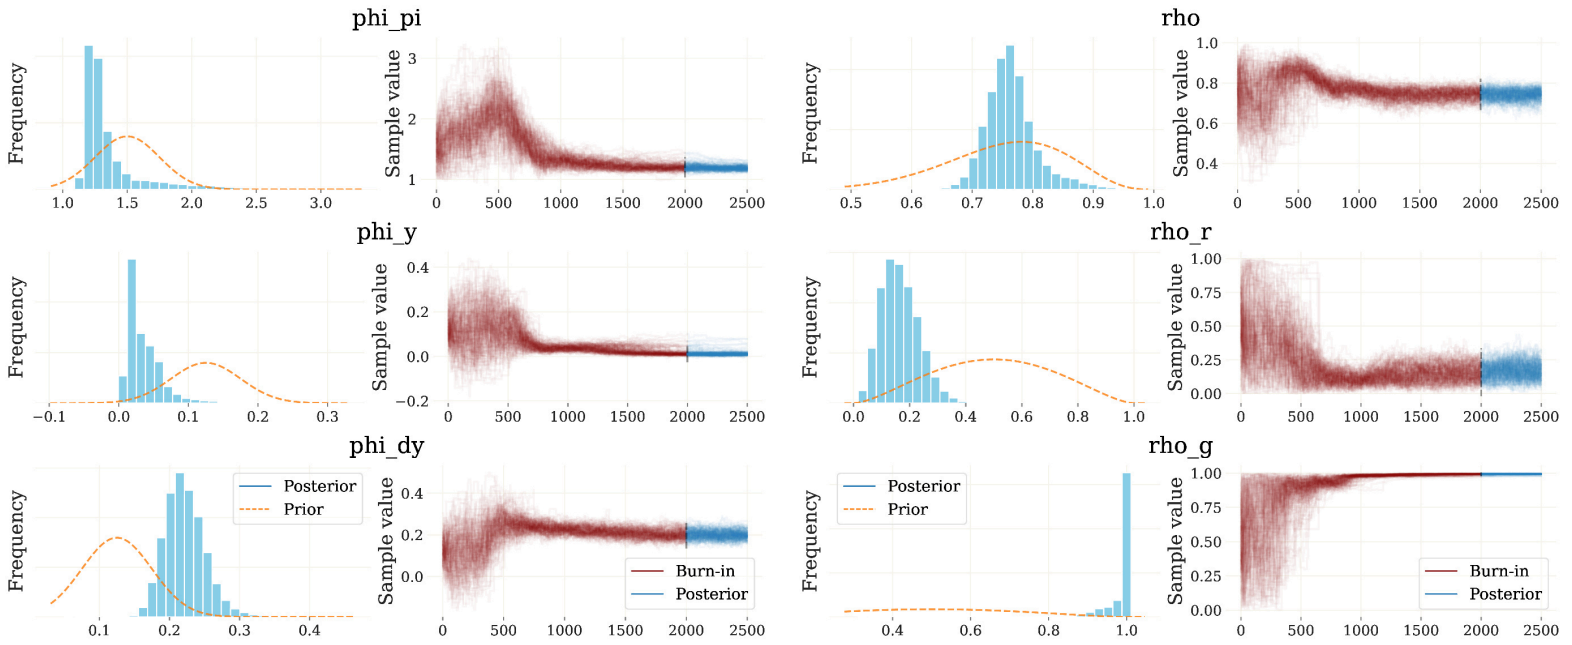 phi_pi
rho
Frequency
Sample value
3
2
1
1.0 1.5 2.0 2.5 3.0
0 500 1000 1500 2000 2500
Frequency
Sample value
1.0
0.8
0.6
0.4
0.5 0.6 0.7 0.8 0.9 1.0
0 500 1000 1500 2000 2500
phi_y
rho_r
Frequency
Sample value
0.4
0.2
0.0
−0.2
−0.1 0.0 0.1 0.2 0.3
0 500 1000 1500 2000 2500
Frequency
Sample value
1.00
0.75
0.50
0.25
0.00
0.0 0.2 0.4 0.6 0.8 1.0
0 500 1000 1500 2000 2500
phi_dy
rho_g
Frequency
Posterior
Prior
Sample value
0.4
0.2
0.0
Burn-in
Posterior
0.1 0.2 0.3 0.4
0 500 1000 1500 2000 2500
Frequency
Posterior
Prior
Sample value
1.00
0.75
0.50
0.25
0.00
Burn-in
Posterior
0.4 0.6 0.8 1.0
0 500 1000 1500 2000 2500